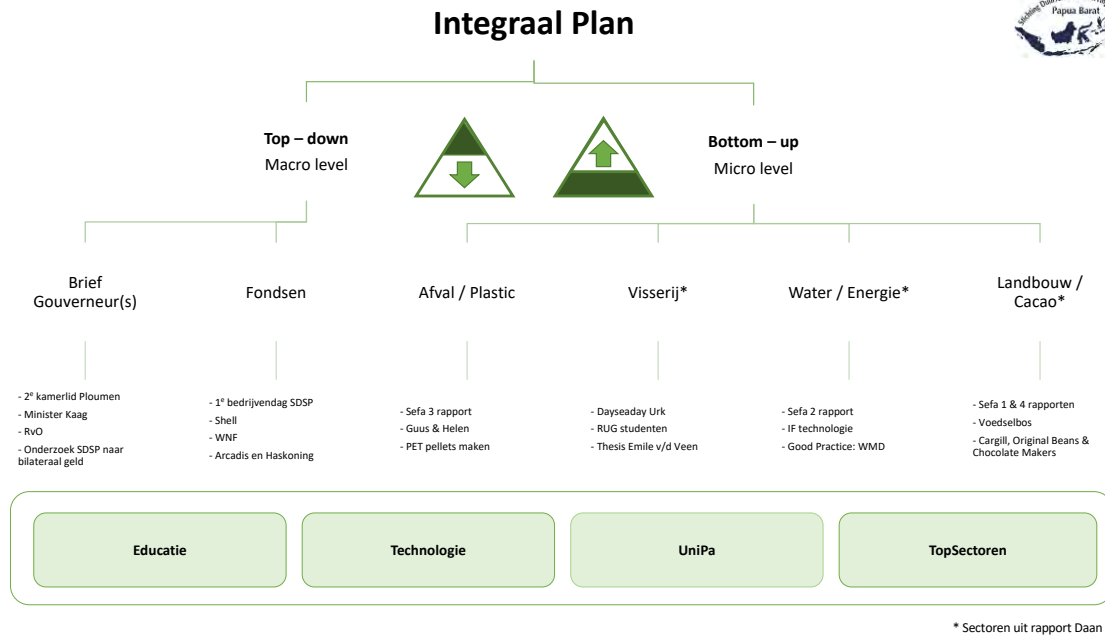 Integraal Plan
Papua Barat
Top – down
Macro level
Bottom – up
Micro level
Brief
Gouverneur(s)
Fondsen
Afval / Plastic
Visserij*
Water / Energie*
Landbouw /
Cacao*
- 2e kamerlid Ploumen
- Minister Kaag
- RvO
- Onderzoek SDSP naar
bilateraal geld
- 1e bedrijvendag SDSP
- Shell
- WNF
- Arcadis en Haskoning
- Sefa 3 rapport
- Guus & Helen
- PET pellets maken
- Dayseaday Urk
- RUG studenten
- Thesis Emile v/d Veen
- Sefa 2 rapport
- IF technologie
- Good Practice: WMD
- Sefa 1 & 4 rapporten
- Voedselbos
- Cargill, Original Beans &
Chocolate Makers
Educatie
Technologie
UniPa
TopSectoren
* Sectoren uit rapport Daan